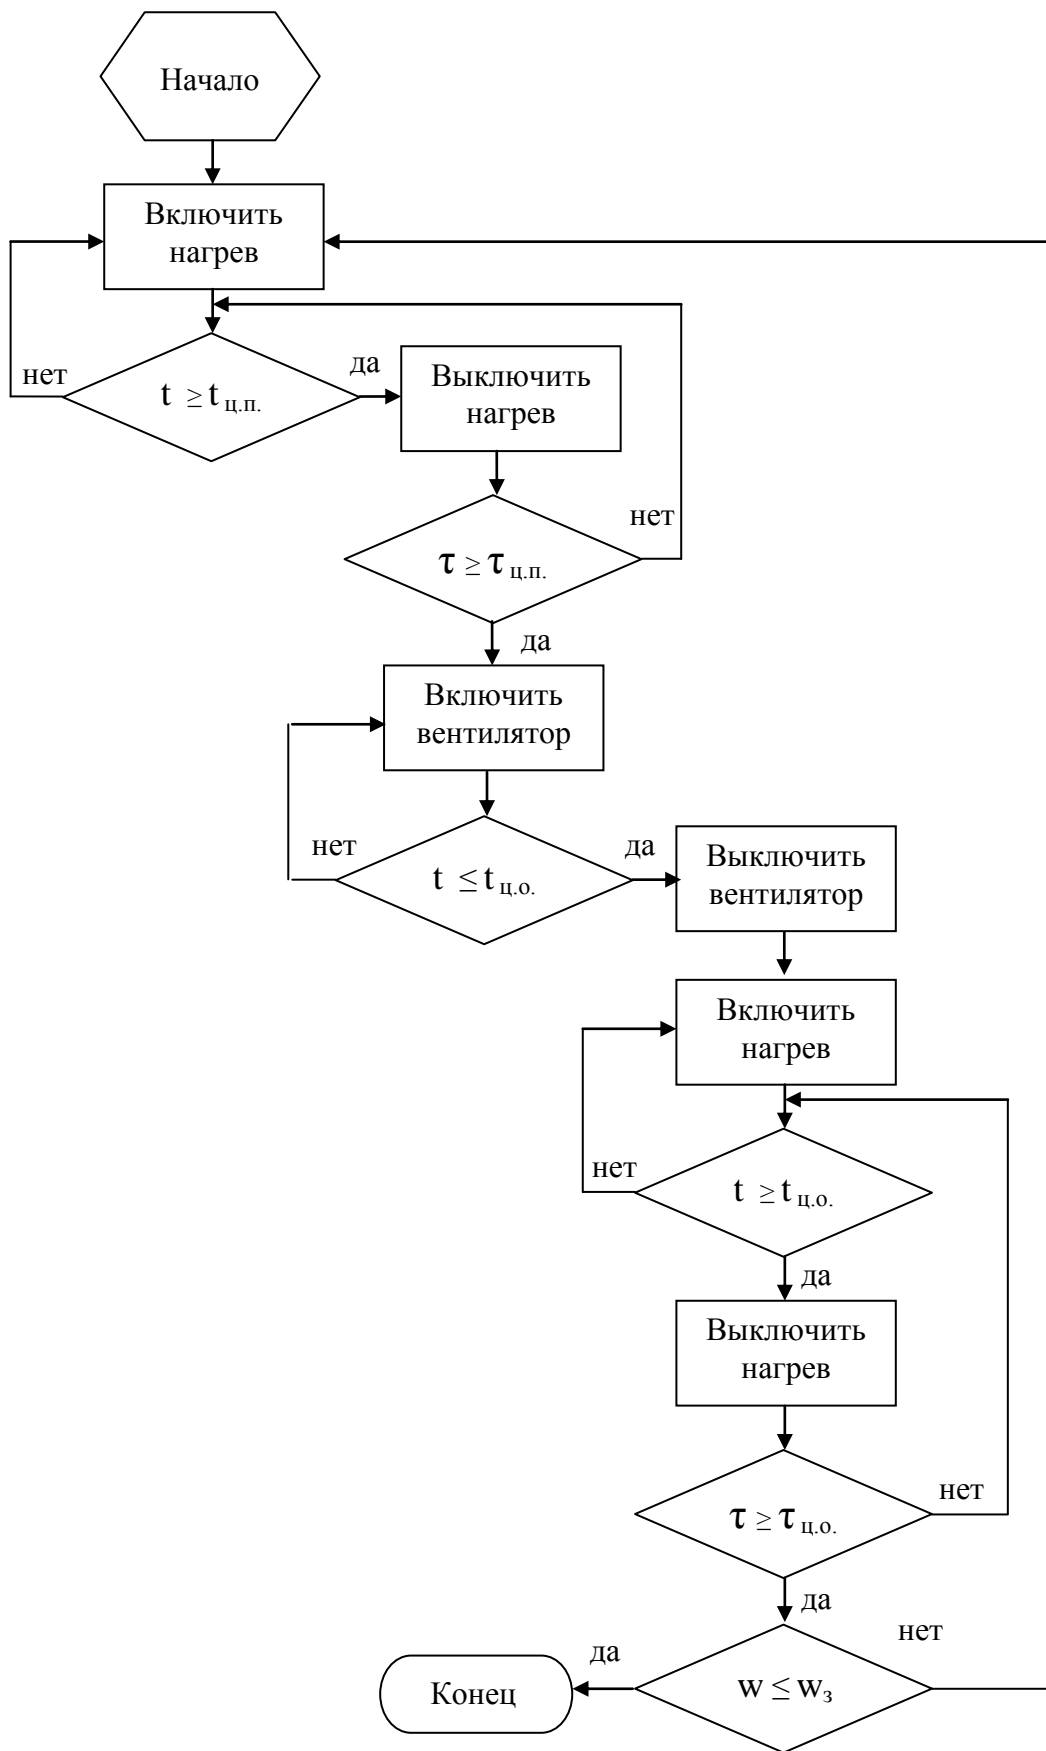 Начало
Включить
нагрев
нет
t ≥ t ц.п.
да
Выключить
нагрев
нет
τ ≥ τ ц.п.
да
Включить
вентилятор
нет
t ≤ t ц.о.
да
Выключить
вентилятор
Включить
нагрев
нет
t ≥ t ц.о.
да
Выключить
нагрев
нет
τ ≥ τ ц.о.
да
нет
да
w ≤ wз
Конец